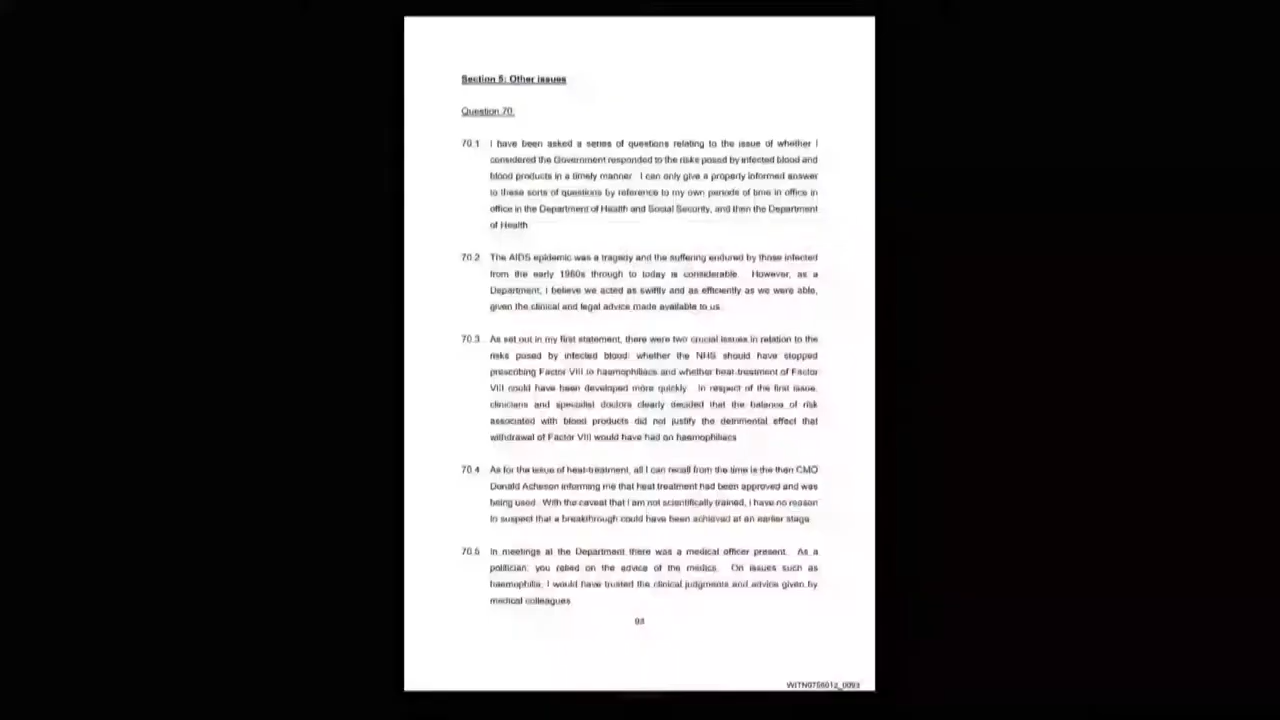 Section 5: Other issues
Question 70.
70.1 I have been asked a series of questions relating to the issue of whether I
considered the Government responded to the risks posed by infected blood and
blood products in a timely manner. I can only give a properly informed answer
to these sorts of questions by reference to my own periods of time in office in
office in the Department of Health and Social Security, and then the Department
of Health.
70.2 The AIDS epidemic was a tragedy and the suffering endured by those infected
from the early 1980s through to today is considerable. However, as a
Department, I believe we acted as swiftly and as efficiently as we were able,
given the clinical and legal advice made available to us.
70.3 As set out in my first statement, there were two crucial issues in relation to the
risks posed by infected blood: whether the NHS should have stopped
prescribing Factor VIII to haemophiliacs and whether heat-treatment of Factor
VIII could have been developed more quickly. In respect of the first issue,
clinicians and specialist doctors clearly decided that the balance of risk
associated with blood products did not justify the detrimental effect that
withdrawal of Factor VIII would have had on haemophiliacs.
70.4 As for the issue of heat-treatment, all I can recall from the time is the then CMO
Donald Acheson informing me that heat treatment had been approved and was
being used. With the caveat that I am not scientifically trained, I have no reason
to suspect that a breakthrough could have been achieved at an earlier stage.
70.5 In meetings at the Department there was a medical officer present. As a
politician, you relied on the advice of the medics. On issues such as
haemophilia, I would have trusted the clinical judgments and advice given by
medical colleagues.
93
WITN0756012_0093